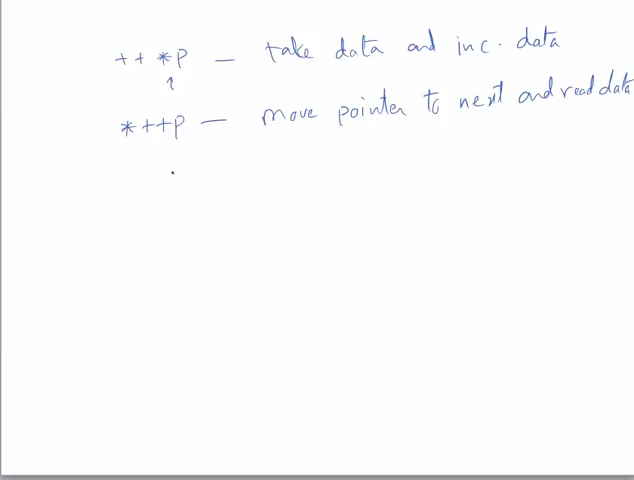 ++*p — take data and inc. data
*++p — move pointer to next and read data